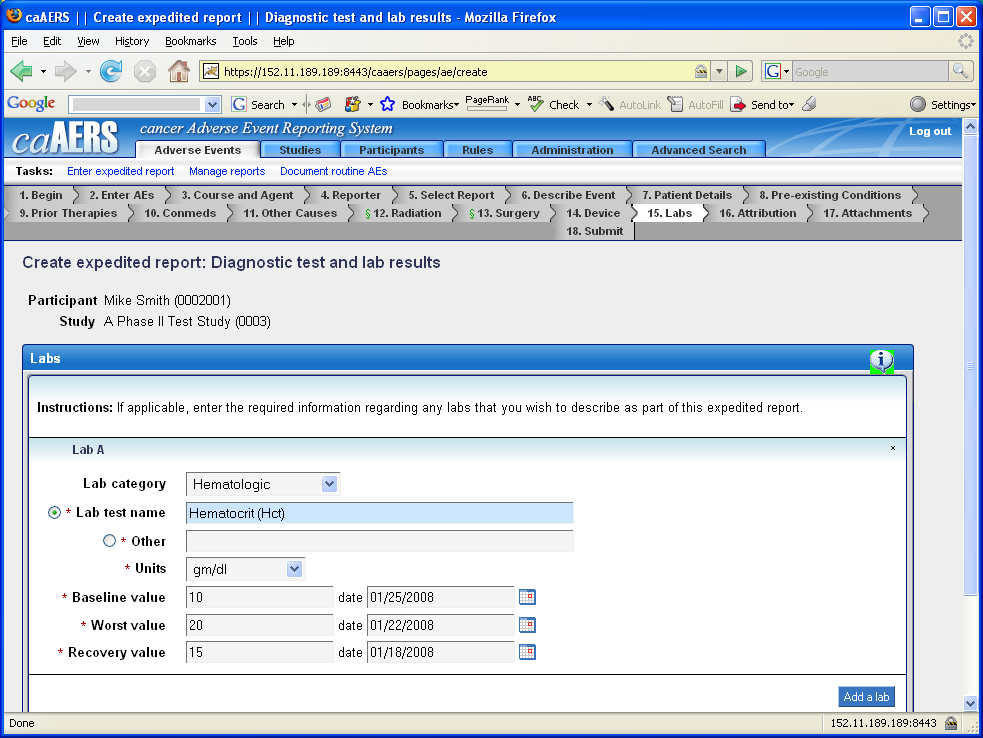 caAERS || Create expedited report || Diagnostic test and lab results - Mozilla Firefox
File Edit View History Bookmarks Tools Help
https://152.11.189.189:8443/caaers/pages/ae/create
G Google
Google G Search Bookmarks PageRank ABC Check AutoLink AutoFill Send to Settings
caAERS cancer Adverse Event Reporting System Log out
Adverse Events Studies Participants Rules Administration Advanced Search
Tasks: Enter expedited report Manage reports Document routine AEs
1. Begin 2. Enter AEs 3. Course and Agent 4. Reporter 5. Select Report 6. Describe Event 7. Patient Details 8. Pre-existing Conditions
9. Prior Therapies 10. Conmeds 11. Other Causes § 12. Radiation § 13. Surgery 14. Device 15. Labs 16. Attribution 17. Attachments
18. Submit
Create expedited report: Diagnostic test and lab results
Participant Mike Smith (0002001)
Study A Phase II Test Study (0003)
Labs i
Instructions: If applicable, enter the required information regarding any labs that you wish to describe as part of this expedited report.
Lab A ×
Lab category Hematologic
* Lab test name Hematocrit (Hct)
* Other
* Units gm/dl
* Baseline value 10 date 01/25/2008
* Worst value 20 date 01/22/2008
* Recovery value 15 date 01/18/2008
Add a lab
Done 152.11.189.189:8443